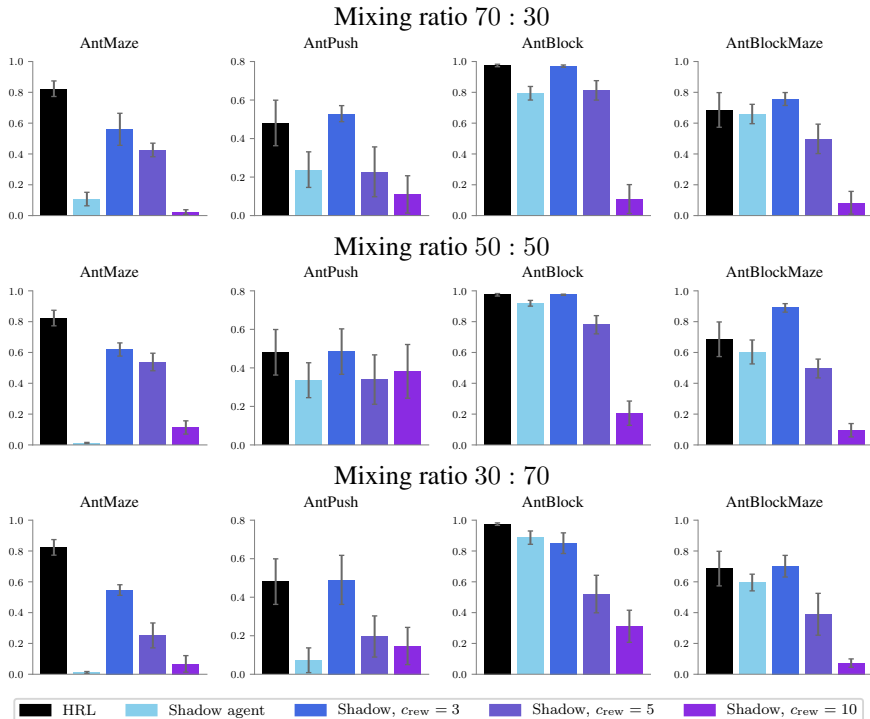 Mixing ratio 70 : 30
AntMaze AntPush AntBlock AntBlockMaze
1.0 0.8 1.0 1.0
0.8 0.6 0.8 0.8
0.6 0.4 0.6 0.6
0.4 0.2 0.4 0.4
0.2 0.0 0.2 0.2
0.0 0.0 0.0
Mixing ratio 50 : 50
AntMaze AntPush AntBlock AntBlockMaze
1.0 0.8 1.0 1.0
0.8 0.6 0.8 0.8
0.6 0.4 0.6 0.6
0.4 0.2 0.4 0.4
0.2 0.0 0.2 0.2
0.0 0.0 0.0
Mixing ratio 30 : 70
AntMaze AntPush AntBlock AntBlockMaze
1.0 0.8 1.0 1.0
0.8 0.6 0.8 0.8
0.6 0.4 0.6 0.6
0.4 0.2 0.4 0.4
0.2 0.0 0.2 0.2
0.0 0.0 0.0
HRL Shadow agent Shadow, c_rew = 3 Shadow, c_rew = 5 Shadow, c_rew = 10